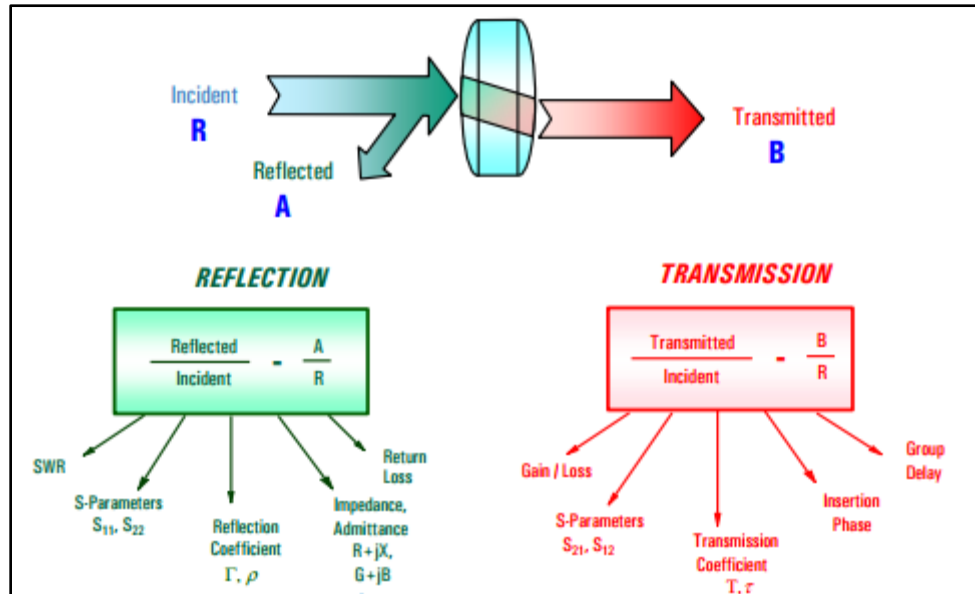 Incident
R
Reflected
A
Transmitted
B
REFLECTION
Reflected
Incident
-
A
R
SWR
S-Parameters
S₁₁, S₂₂
Reflection
Coefficient
Γ, ρ
Impedance,
Admittance
R+jX,
G+jB
Return
Loss
TRANSMISSION
Transmitted
Incident
-
B
R
Gain / Loss
S-Parameters
S₂₁, S₁₂
Transmission
Coefficient
Τ, τ
Insertion
Phase
Group
Delay